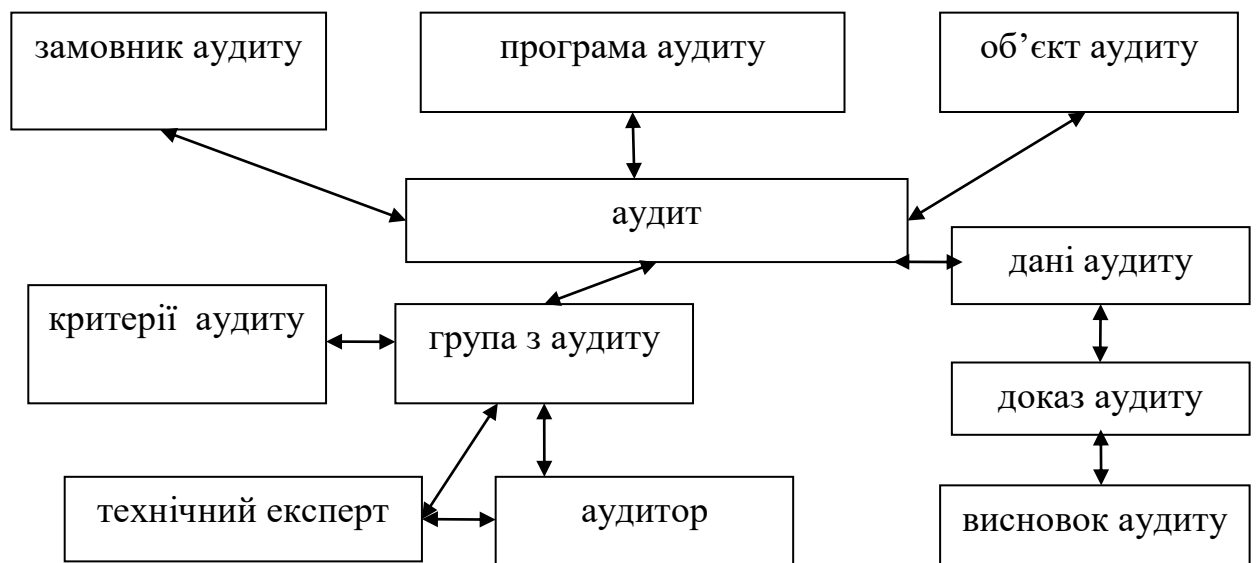 замовник аудиту
програма аудиту
об’єкт аудиту
аудит
дані аудиту
критерії аудиту
група з аудиту
доказ аудиту
технічний експерт
аудитор
висновок аудиту